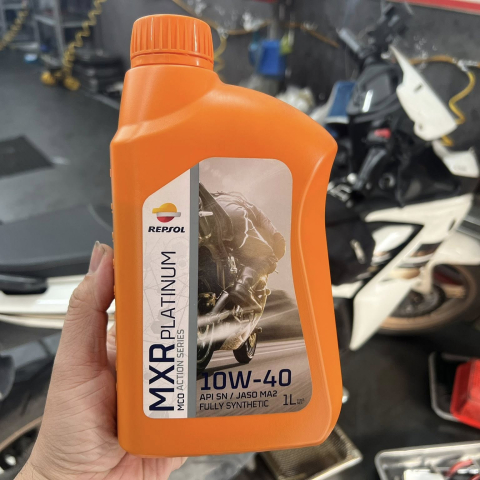 REPSOL
MXR PLATINUM
MCO ACTION SERIES
10W-40
API SN / JASO MA2
FULLY SYNTHETIC
1L